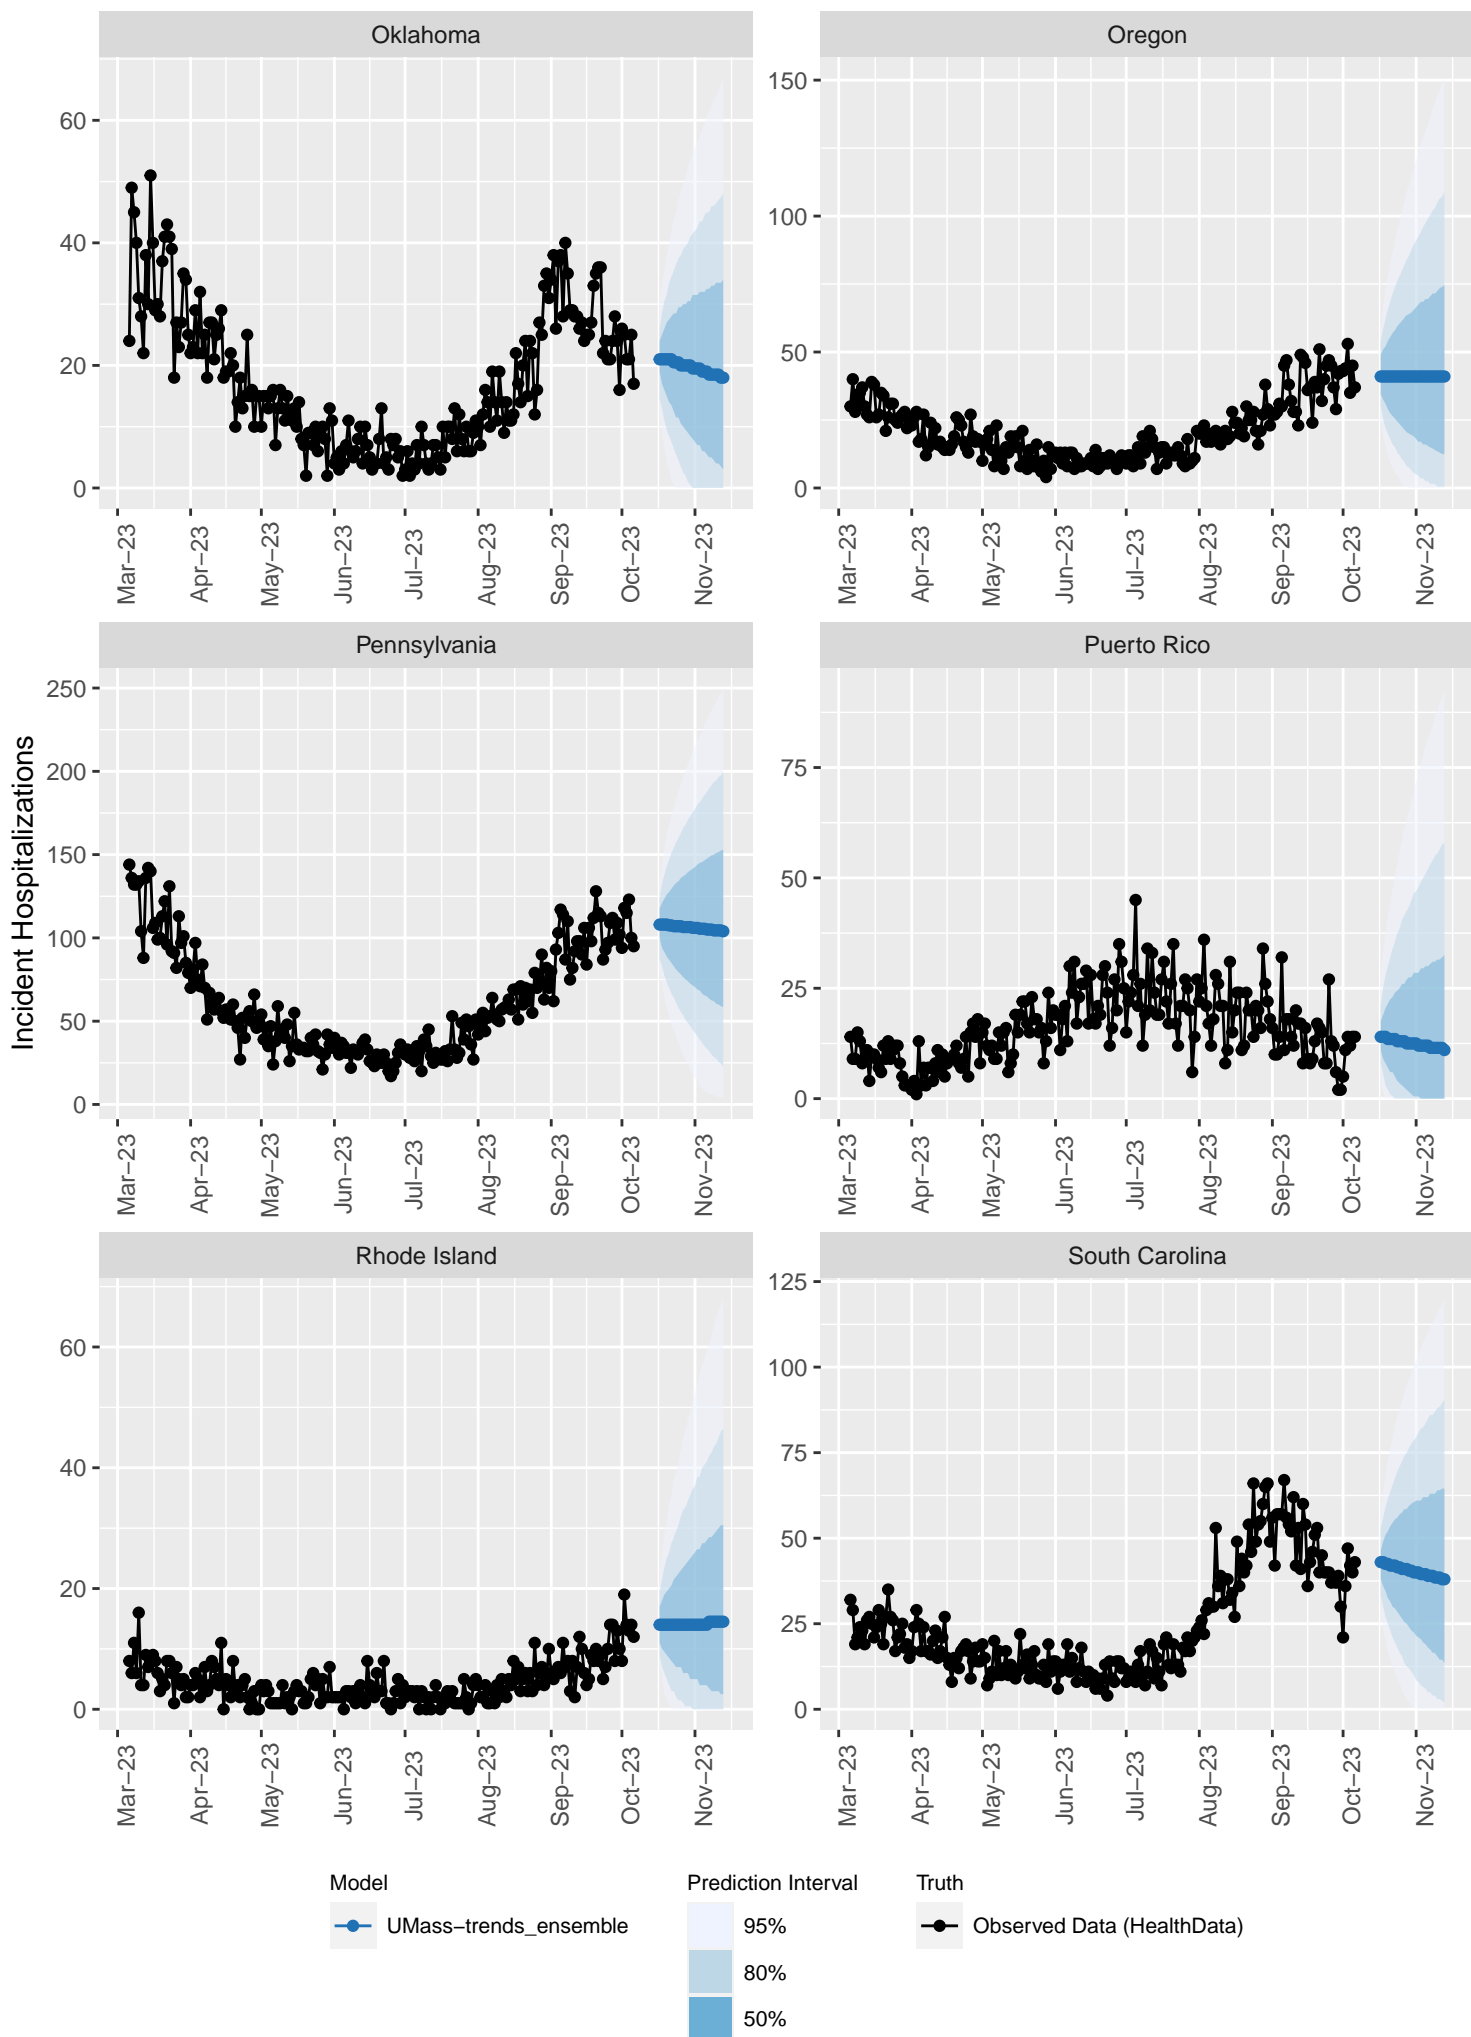 Oklahoma
Oregon
60
40
20
0
150
100
50
0
Mar−23
Apr−23
May−23
Jun−23
Jul−23
Aug−23
Sep−23
Oct−23
Nov−23
Mar−23
Apr−23
May−23
Jun−23
Jul−23
Aug−23
Sep−23
Oct−23
Nov−23
Incident Hospitalizations
Pennsylvania
Puerto Rico
250
200
150
100
50
0
75
50
25
0
Mar−23
Apr−23
May−23
Jun−23
Jul−23
Aug−23
Sep−23
Oct−23
Nov−23
Mar−23
Apr−23
May−23
Jun−23
Jul−23
Aug−23
Sep−23
Oct−23
Nov−23
Rhode Island
South Carolina
60
40
20
0
125
100
75
50
25
0
Mar−23
Apr−23
May−23
Jun−23
Jul−23
Aug−23
Sep−23
Oct−23
Nov−23
Mar−23
Apr−23
May−23
Jun−23
Jul−23
Aug−23
Sep−23
Oct−23
Nov−23
Model
UMass−trends_ensemble
Prediction Interval
95%
80%
50%
Truth
Observed Data (HealthData)